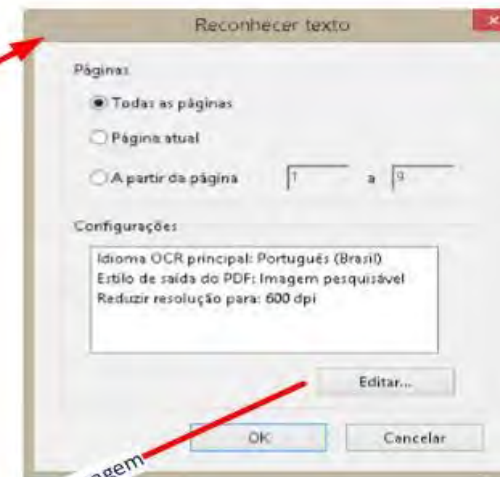 Reconhecer texto
Páginas
Todas as páginas
Página atual
A partir da página 1 a 9
Configurações
Idioma OCR principal: Português (Brasil)
Estilo de saída do PDF: Imagem pesquisável
Reduzir resolução para: 600 dpi
Editar...
OK Cancelar